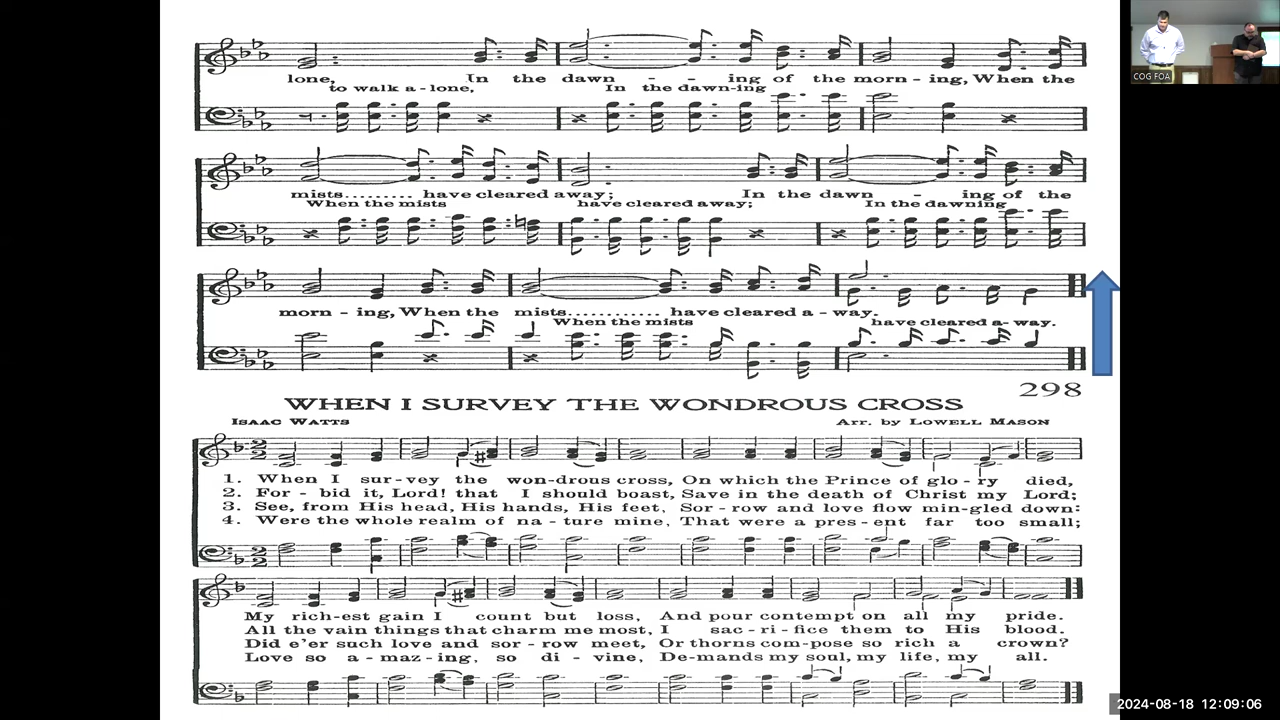 lone, In the dawn - - ing of the morn - ing, When the
to walk a - lone, In the dawn-ing
mists.......... have cleared away; In the dawn - ing of the
When the mists have cleared away; In the dawning
morn - ing, When the mists............ have cleared a - way.
When the mists have cleared a - way.
298
WHEN I SURVEY THE WONDROUS CROSS
ISAAC WATTS Arr. by LOWELL MASON
1. When I sur-vey the won-drous cross, On which the Prince of glo - ry died,
2. For - bid it, Lord! that I should boast, Save in the death of Christ my Lord;
3. See, from His head, His hands, His feet, Sor - row and love flow min-gled down:
4. Were the whole realm of na - ture mine, That were a pres - ent far too small;
My rich-est gain I count but loss, And pour contempt on all my pride.
All the vain things that charm me most, I sac - ri - fice them to His blood.
Did e'er such love and sor - row meet, Or thorns com-pose so rich a crown?
Love so a - maz - ing, so di - vine, De-mands my soul, my life, my all.
COG FOA
2024-08-18 12:09:06